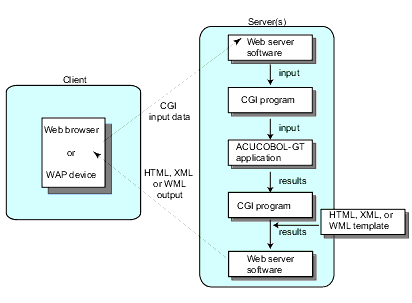 Server(s)
Web server
software
input
Client
CGI
input data
CGI program
Web browser
or
WAP device
input
ACUCOBOL-GT
application
HTML, XML
or WML
output
results
CGI program
HTML, XML, or
WML template
results
Web server
software